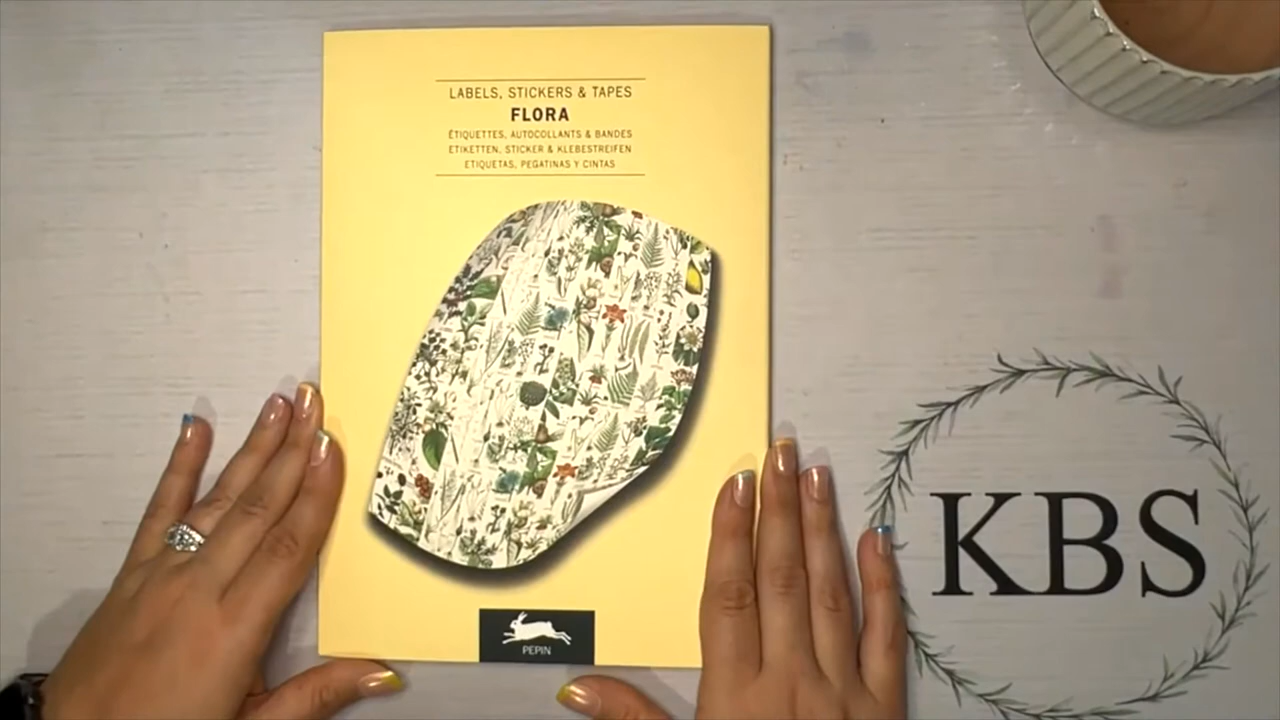 LABELS, STICKERS & TAPES
FLORA
ÉTIQUETTES, AUTOCOLLANTS & BANDES
ETIKETTEN, STICKER & KLEBESTREIFEN
ETIQUETAS, PEGATINAS Y CINTAS
PEPIN
KBS